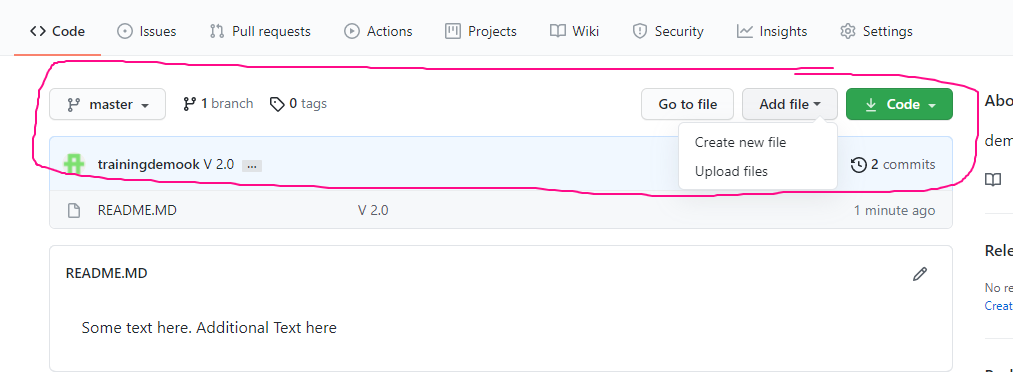 Code Issues Pull requests Actions Projects Wiki Security Insights Settings
master 1 branch 0 tags Go to file Add file Code
Create new file
Upload files
trainingdemook V 2.0 ... 2 commits
README.MD V 2.0 1 minute ago
README.MD
Some text here. Additional Text here
Abo
dem
Rele
No re
Creat